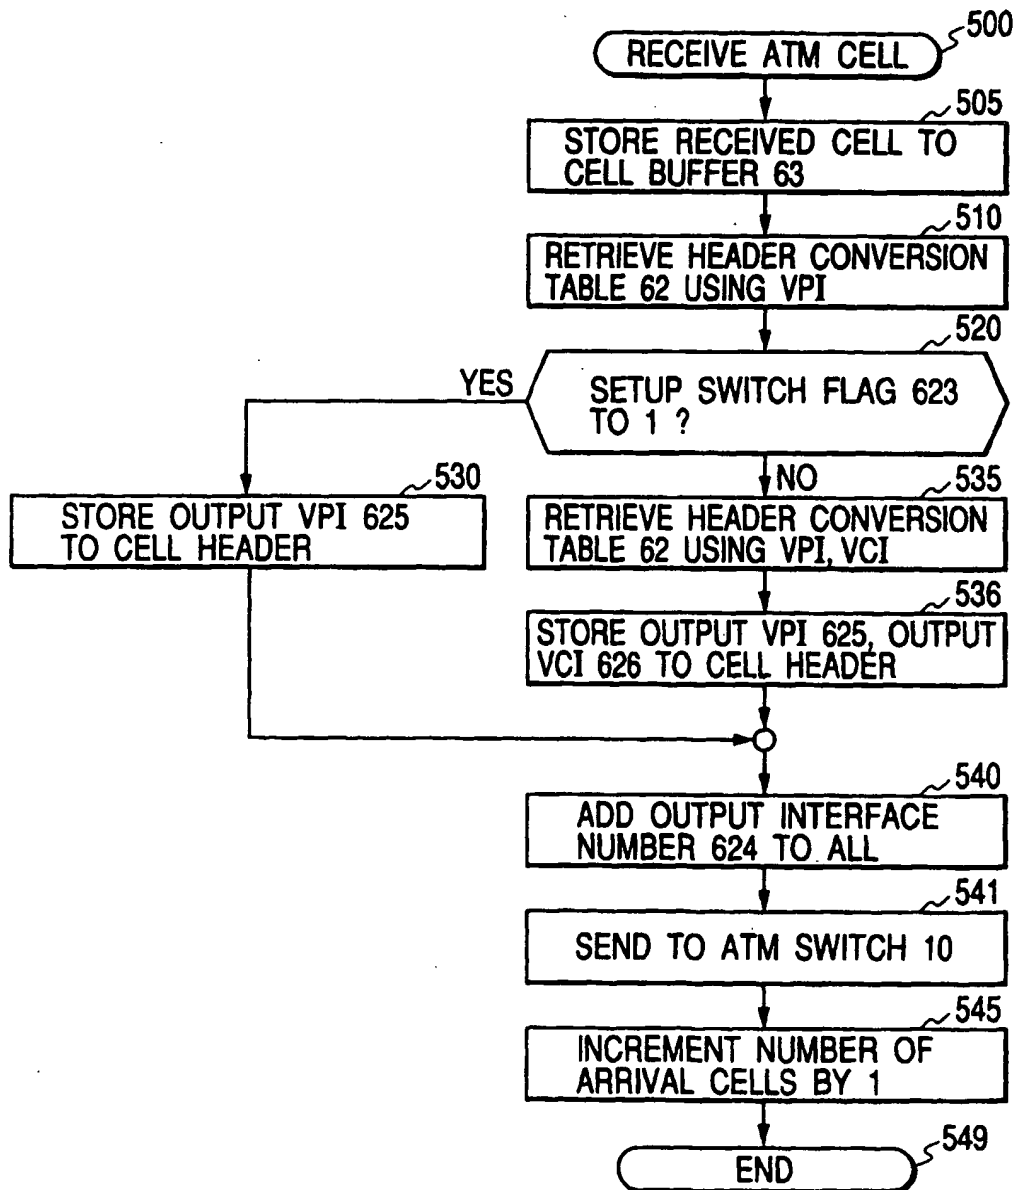 500
RECEIVE ATM CELL
505
STORE RECEIVED CELL TO
CELL BUFFER 63
510
RETRIEVE HEADER CONVERSION
TABLE 62 USING VPI
520
YES
SETUP SWITCH FLAG 623
TO 1 ?
NO
530
STORE OUTPUT VPI 625
TO CELL HEADER
535
RETRIEVE HEADER CONVERSION
TABLE 62 USING VPI, VCI
536
STORE OUTPUT VPI 625, OUTPUT
VCI 626 TO CELL HEADER
540
ADD OUTPUT INTERFACE
NUMBER 624 TO ALL
541
SEND TO ATM SWITCH 10
545
INCREMENT NUMBER OF
ARRIVAL CELLS BY 1
549
END